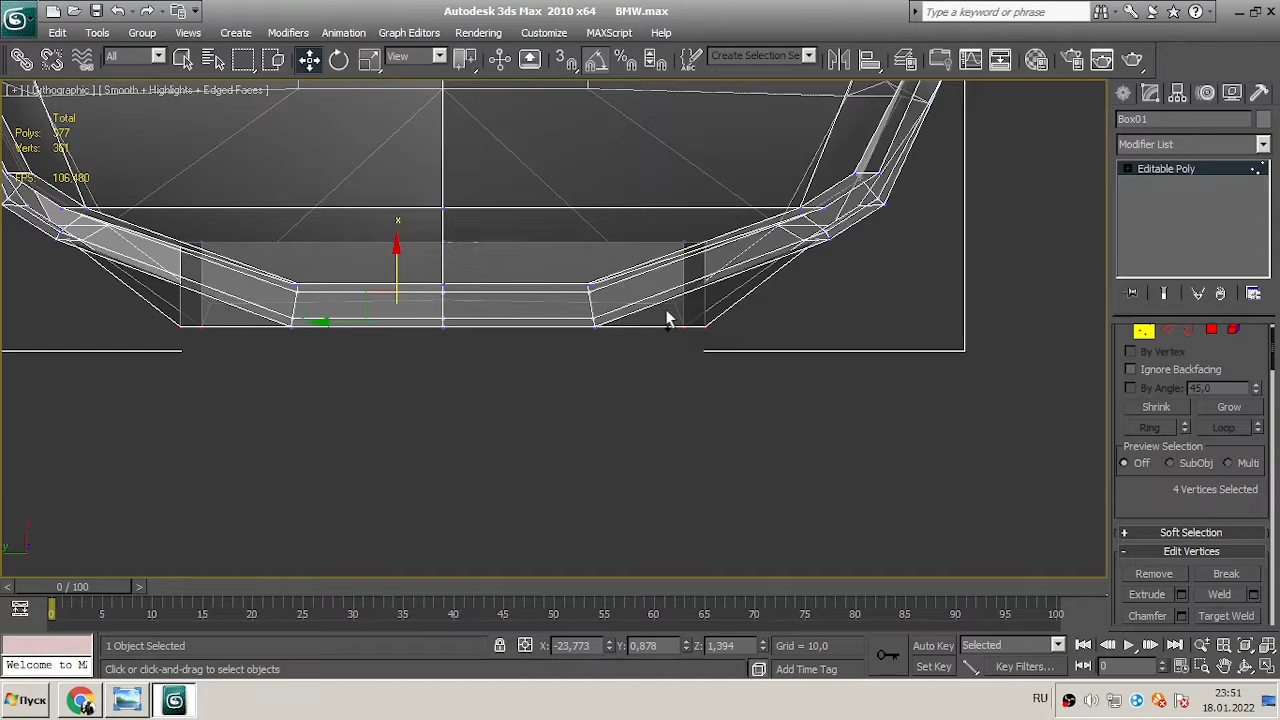 Autodesk 3ds Max 2010 x64 BMW.max
Type a keyword or phrase
Edit Tools Group Views Create Modifiers Animation Graph Editors Rendering Customize MAXScript Help
All View Create Selection Se
[ + ] [ Orthographic ] [ Smooth + Highlights + Edged Faces ]
Total
Polys: 377
Verts: 361
FPS: 106,480
x
Box01
Modifier List
Editable Poly
By Vertex
Ignore Backfacing
By Angle: 45,0
Shrink Grow
Ring Loop
Preview Selection
Off SubObj Multi
4 Vertices Selected
+ Soft Selection
- Edit Vertices
Remove Break
Extrude Weld
Chamfer Target Weld
x
y z
< 0 / 100 >
0 5 10 15 20 25 30 35 40 45 50 55 60 65 70 75 80 85 90 95 100
1 Object Selected X: -23,773 Y: 0,878 Z: 1,394 Grid = 10,0 Auto Key Selected
Welcome to M Click or click-and-drag to select objects Add Time Tag Set Key Key Filters... 0
Пуск RU 23:51
18.01.2022